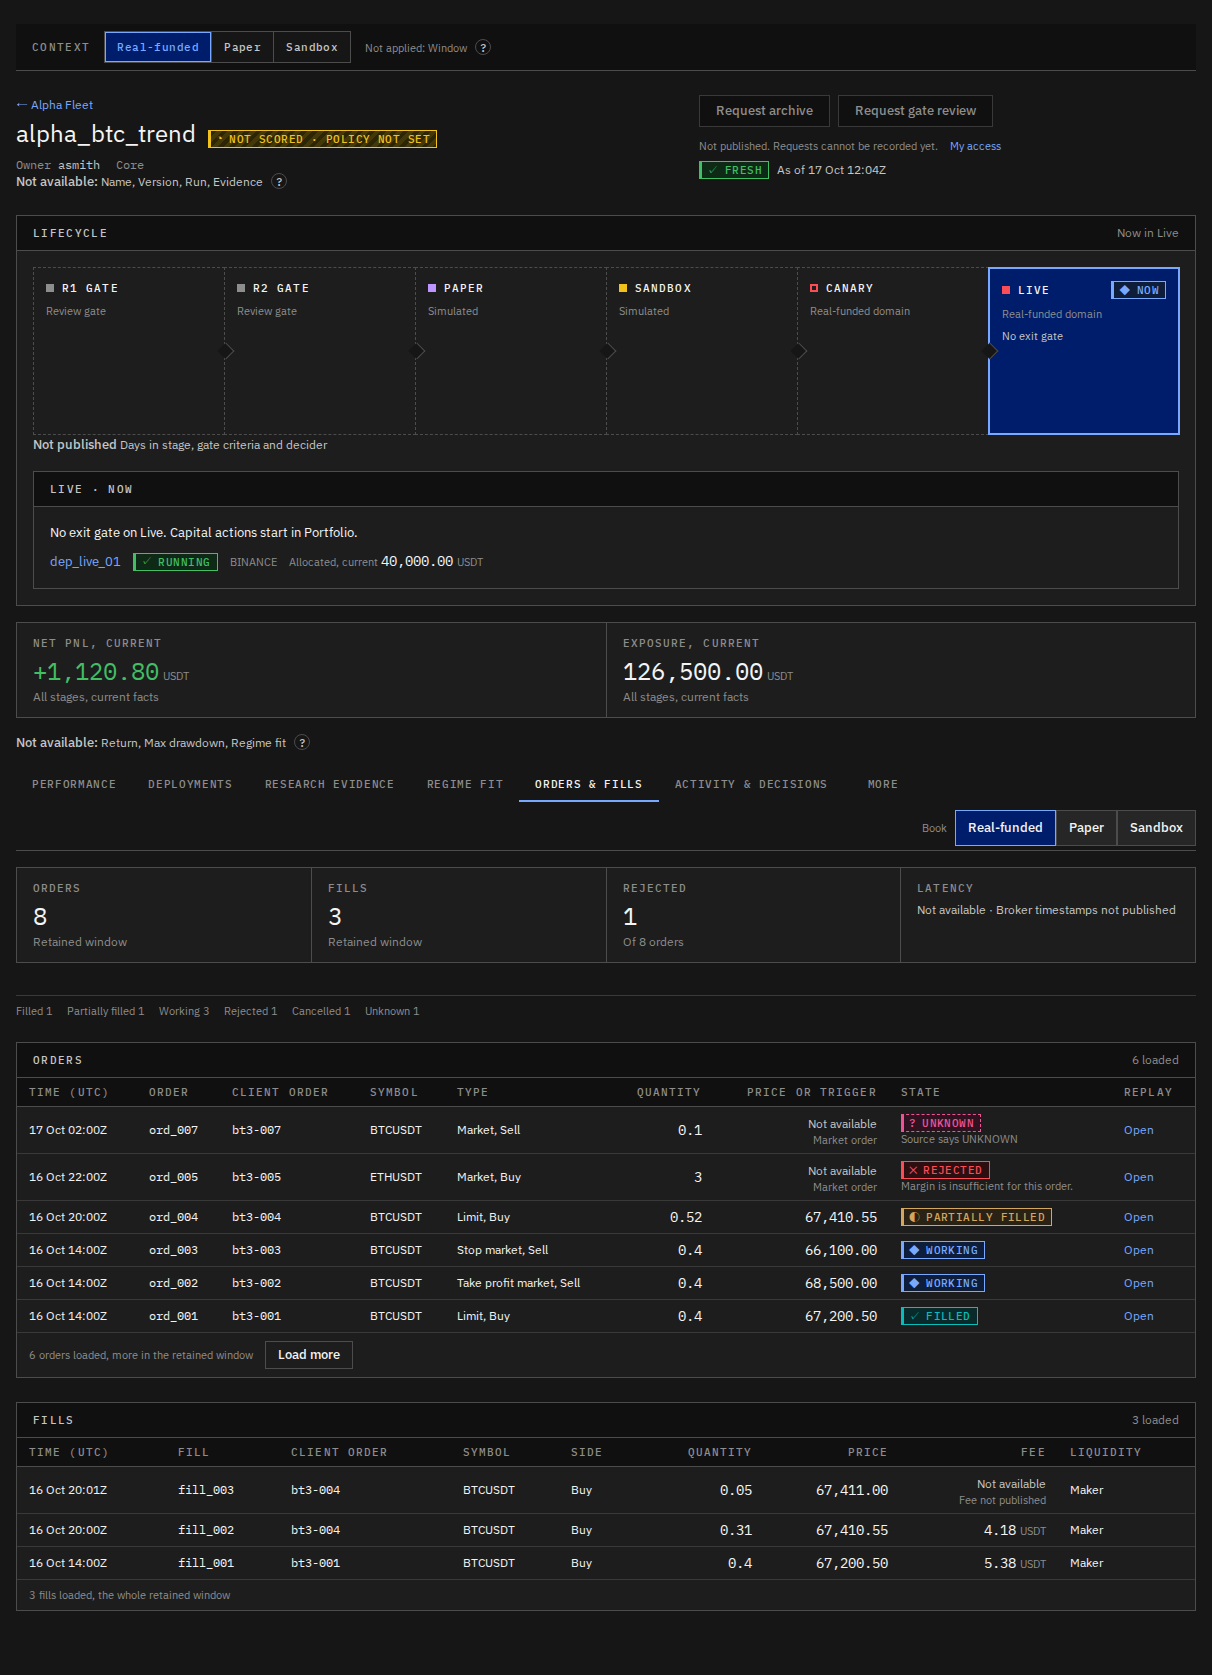 CONTEXT Real-funded Paper Sandbox Not applied: Window ?
← Alpha Fleet
alpha_btc_trend NOT SCORED · POLICY NOT SET
Owner asmith Core
Not available: Name, Version, Run, Evidence ?
Request archive Request gate review
Not published. Requests cannot be recorded yet. My access
✓ FRESH As of 17 Oct 12:04Z
LIFECYCLE Now in Live
R1 GATE R2 GATE PAPER SANDBOX CANARY LIVE ◆ NOW
Review gate Review gate Simulated Simulated Real-funded domain Real-funded domain
No exit gate
Not published Days in stage, gate criteria and decider
LIVE · NOW
No exit gate on Live. Capital actions start in Portfolio.
dep_live_01 ✓ RUNNING BINANCE Allocated, current 40,000.00 USDT
NET PNL, CURRENT EXPOSURE, CURRENT
+1,120.80 USDT 126,500.00 USDT
All stages, current facts All stages, current facts
Not available: Return, Max drawdown, Regime fit ?
PERFORMANCE DEPLOYMENTS RESEARCH EVIDENCE REGIME FIT ORDERS & FILLS ACTIVITY & DECISIONS MORE
Book Real-funded Paper Sandbox
ORDERS FILLS REJECTED LATENCY
8 3 1 Not available · Broker timestamps not published
Retained window Retained window Of 8 orders
Filled 1 Partially filled 1 Working 3 Rejected 1 Cancelled 1 Unknown 1
ORDERS 6 loaded
TIME (UTC) ORDER CLIENT ORDER SYMBOL TYPE QUANTITY PRICE OR TRIGGER STATE REPLAY
17 Oct 02:00Z ord_007 bt3-007 BTCUSDT Market, Sell 0.1 Not available ? UNKNOWN Open
Market order Source says UNKNOWN
16 Oct 22:00Z ord_005 bt3-005 ETHUSDT Market, Buy 3 Not available ✕ REJECTED Open
Market order Margin is insufficient for this order.
16 Oct 20:00Z ord_004 bt3-004 BTCUSDT Limit, Buy 0.52 67,410.55 ◐ PARTIALLY FILLED Open
16 Oct 14:00Z ord_003 bt3-003 BTCUSDT Stop market, Sell 0.4 66,100.00 ◆ WORKING Open
16 Oct 14:00Z ord_002 bt3-002 BTCUSDT Take profit market, Sell 0.4 68,500.00 ◆ WORKING Open
16 Oct 14:00Z ord_001 bt3-001 BTCUSDT Limit, Buy 0.4 67,200.50 ✓ FILLED Open
6 orders loaded, more in the retained window Load more
FILLS 3 loaded
TIME (UTC) FILL CLIENT ORDER SYMBOL SIDE QUANTITY PRICE FEE LIQUIDITY
16 Oct 20:01Z fill_003 bt3-004 BTCUSDT Buy 0.05 67,411.00 Not available Maker
Fee not published
16 Oct 20:00Z fill_002 bt3-004 BTCUSDT Buy 0.31 67,410.55 4.18 USDT Maker
16 Oct 14:00Z fill_001 bt3-001 BTCUSDT Buy 0.4 67,200.50 5.38 USDT Maker
3 fills loaded, the whole retained window